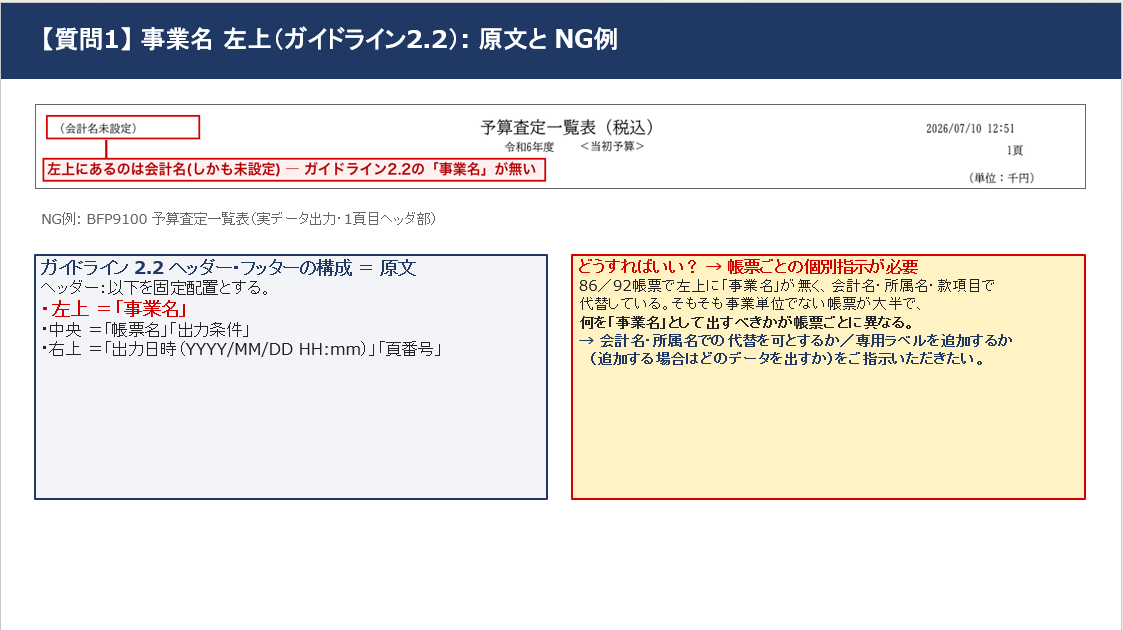 【質問1】 事業名 左上（ガイドライン2.2）: 原文と NG例
（会計名未設定）
予算査定一覧表（税込）
2026/07/10 12:51
令和6年度 ＜当初予算＞
1頁
左上にあるのは会計名(しかも未設定) — ガイドライン2.2の「事業名」が無い
（単位：千円）
NG例: BFP9100 予算査定一覧表（実データ出力・1頁目ヘッダ部）
ガイドライン 2.2 ヘッダー・フッターの構成 ＝ 原文
ヘッダー：以下を固定配置とする。
・左上 ＝「事業名」
・中央 ＝「帳票名」「出力条件」
・右上 ＝「出力日時（YYYY/MM/DD HH:mm）」「頁番号」
どうすればいい？ → 帳票ごとの個別指示が必要
86／92帳票で左上に「事業名」が無く、会計名・所属名・款項目で
代替している。そもそも事業単位でない帳票が大半で、
何を「事業名」として出すべきかが帳票ごとに異なる。
→ 会計名・所属名での代替を可とするか／専用ラベルを追加するか
（追加する場合はどのデータを出すか）をご指示いただきたい。